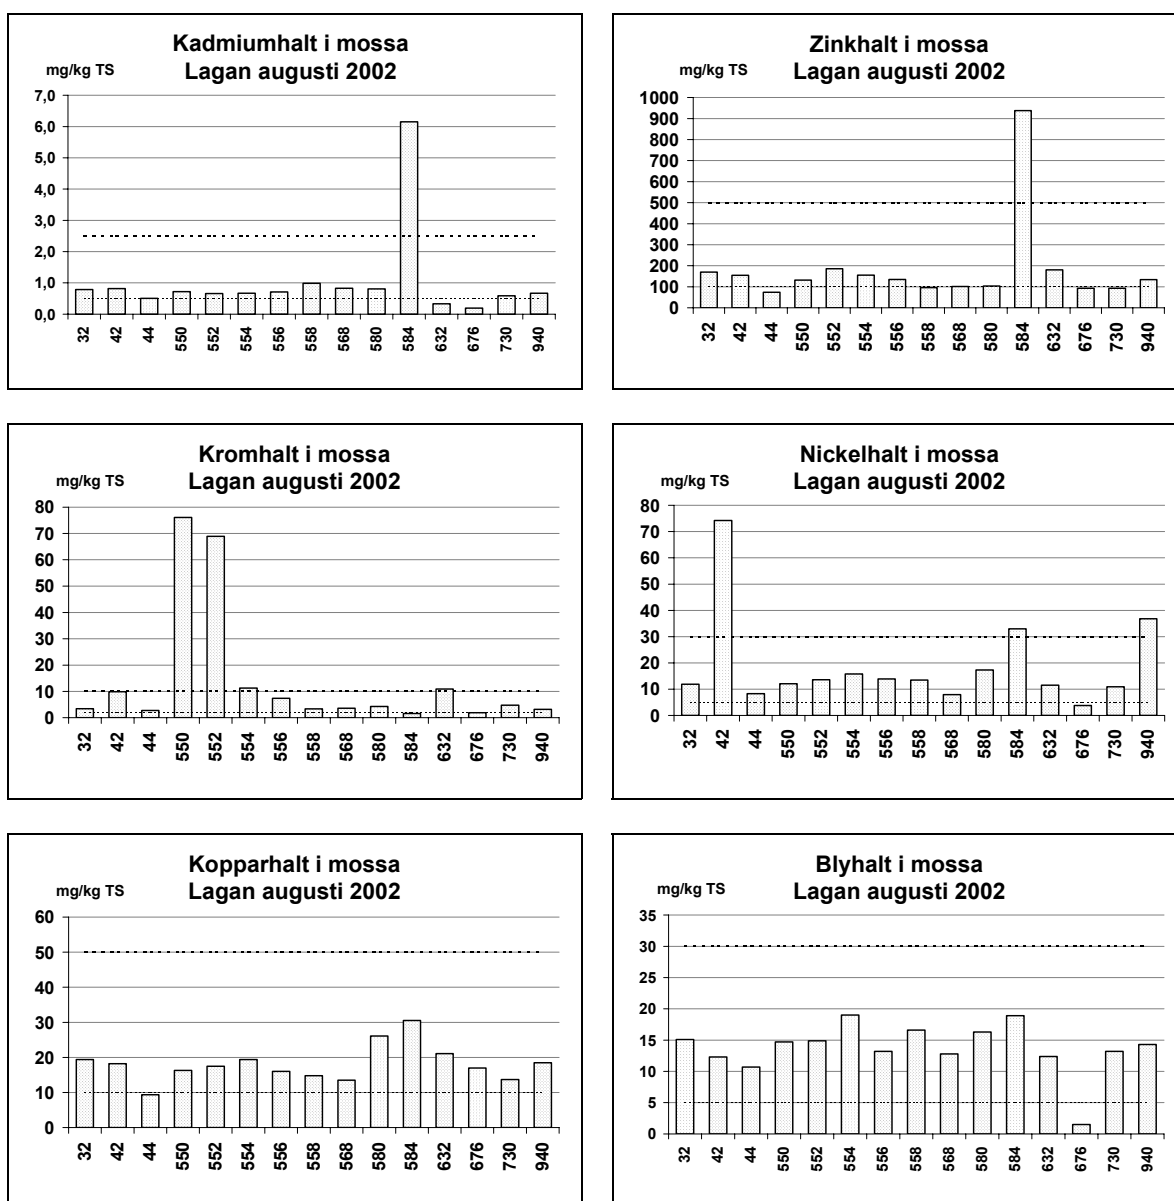 Kadmiumhalt i mossa
Lagan augusti 2002
mg/kg TS
7,0
6,0
5,0
4,0
3,0
2,0
1,0
0,0
32 42 44 550 552 554 556 558 568 580 584 632 676 730 940
Zinkhalt i mossa
Lagan augusti 2002
mg/kg TS
1000
900
800
700
600
500
400
300
200
100
0
32 42 44 550 552 554 556 558 568 580 584 632 676 730 940
Kromhalt i mossa
Lagan augusti 2002
mg/kg TS
80
70
60
50
40
30
20
10
0
32 42 44 550 552 554 556 558 568 580 584 632 676 730 940
Nickelhalt i mossa
Lagan augusti 2002
mg/kg TS
80
70
60
50
40
30
20
10
0
32 42 44 550 552 554 556 558 568 580 584 632 676 730 940
Kopparhalt i mossa
Lagan augusti 2002
mg/kg TS
60
50
40
30
20
10
0
32 42 44 550 552 554 556 558 568 580 584 632 676 730 940
Blyhalt i mossa
Lagan augusti 2002
mg/kg TS
35
30
25
20
15
10
5
0
32 42 44 550 552 554 556 558 568 580 584 632 676 730 940